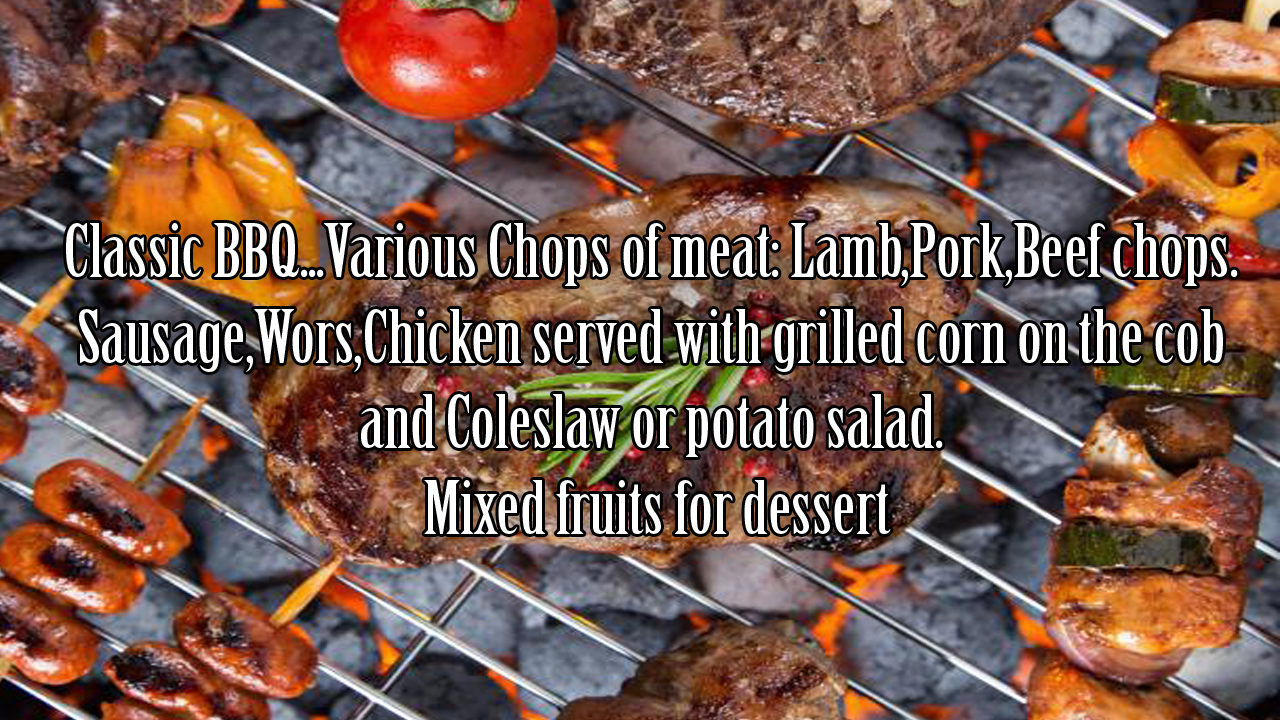 Classic BBQ...Various Chops of meat: Lamb,Pork,Beef chops.
Sausage,Wors,Chicken served with grilled corn on the cob
and Coleslaw or potato salad.
Mixed fruits for dessert